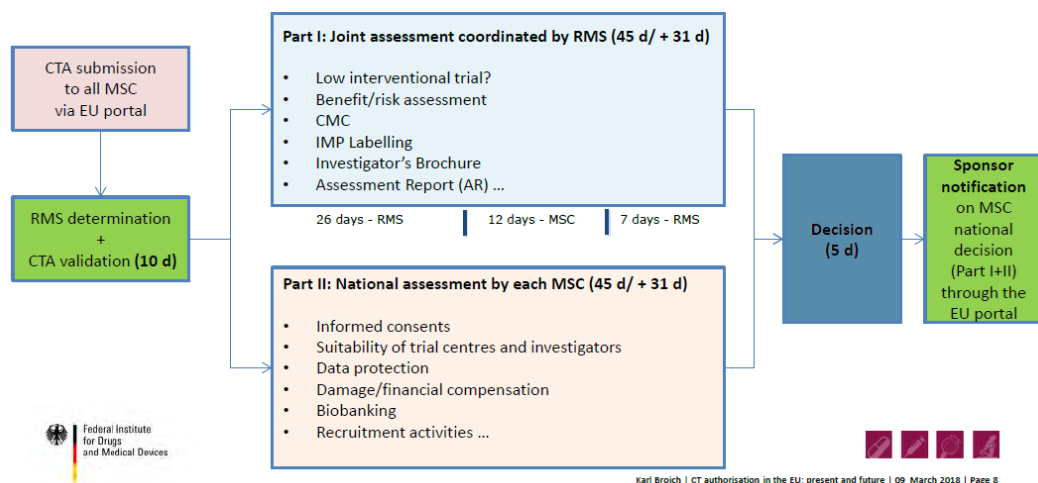 CTA submission
to all MSC
via EU portal
RMS determination
+
CTA validation (10 d)
Part I: Joint assessment coordinated by RMS (45 d/ + 31 d)
• Low interventional trial?
• Benefit/risk assessment
• CMC
• IMP Labelling
• Investigator's Brochure
• Assessment Report (AR) ...
26 days - RMS
12 days - MSC
7 days - RMS
Part II: National assessment by each MSC (45 d/ + 31 d)
• Informed consents
• Suitability of trial centres and investigators
• Data protection
• Damage/financial compensation
• Biobanking
• Recruitment activities ...
Decision
(5 d)
Sponsor
notification
on MSC
national
decision
(Part I+II)
through the
EU portal
Federal Institute
for Drugs
and Medical Devices
Karl Broich | CT authorisation in the EU: present and future | 09 March 2018 | Page 8